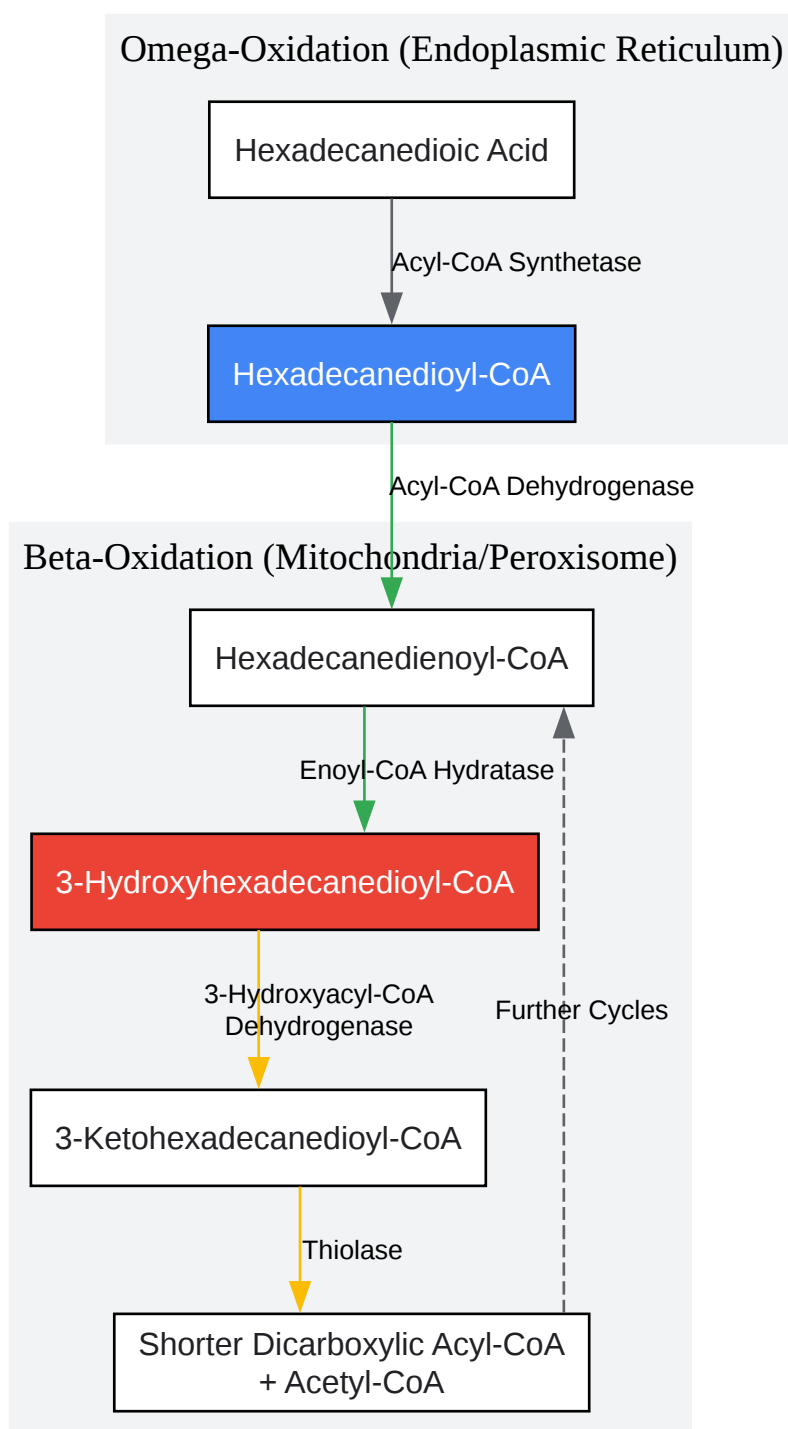 Omega-Oxidation (Endoplasmic Reticulum)
Hexadecanedioic Acid
Acyl-CoA Synthetase
Hexadecanedioyl-CoA
Acyl-CoA Dehydrogenase
Beta-Oxidation (Mitochondria/Peroxisome)
Hexadecanedienoyl-CoA
Enoyl-CoA Hydratase
3-Hydroxyhexadecanedioyl-CoA
3-Hydroxyacyl-CoA
Dehydrogenase
Further Cycles
3-Ketohexadecanedioyl-CoA
Thiolase
Shorter Dicarboxylic Acyl-CoA
+ Acetyl-CoA